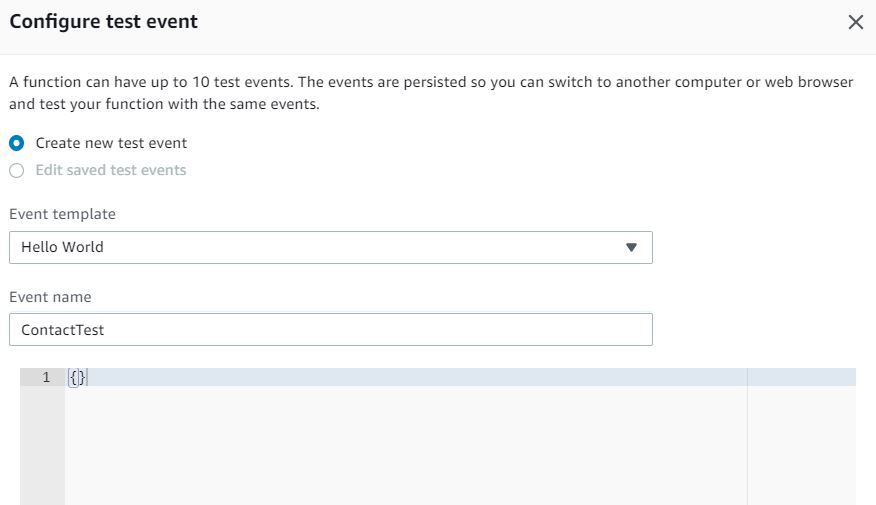 Configure test event
A function can have up to 10 test events. The events are persisted so you can switch to another computer or web browser
and test your function with the same events.
Create new test event
Edit saved test events
Event template
Hello World
Event name
ContactTest
1 {}